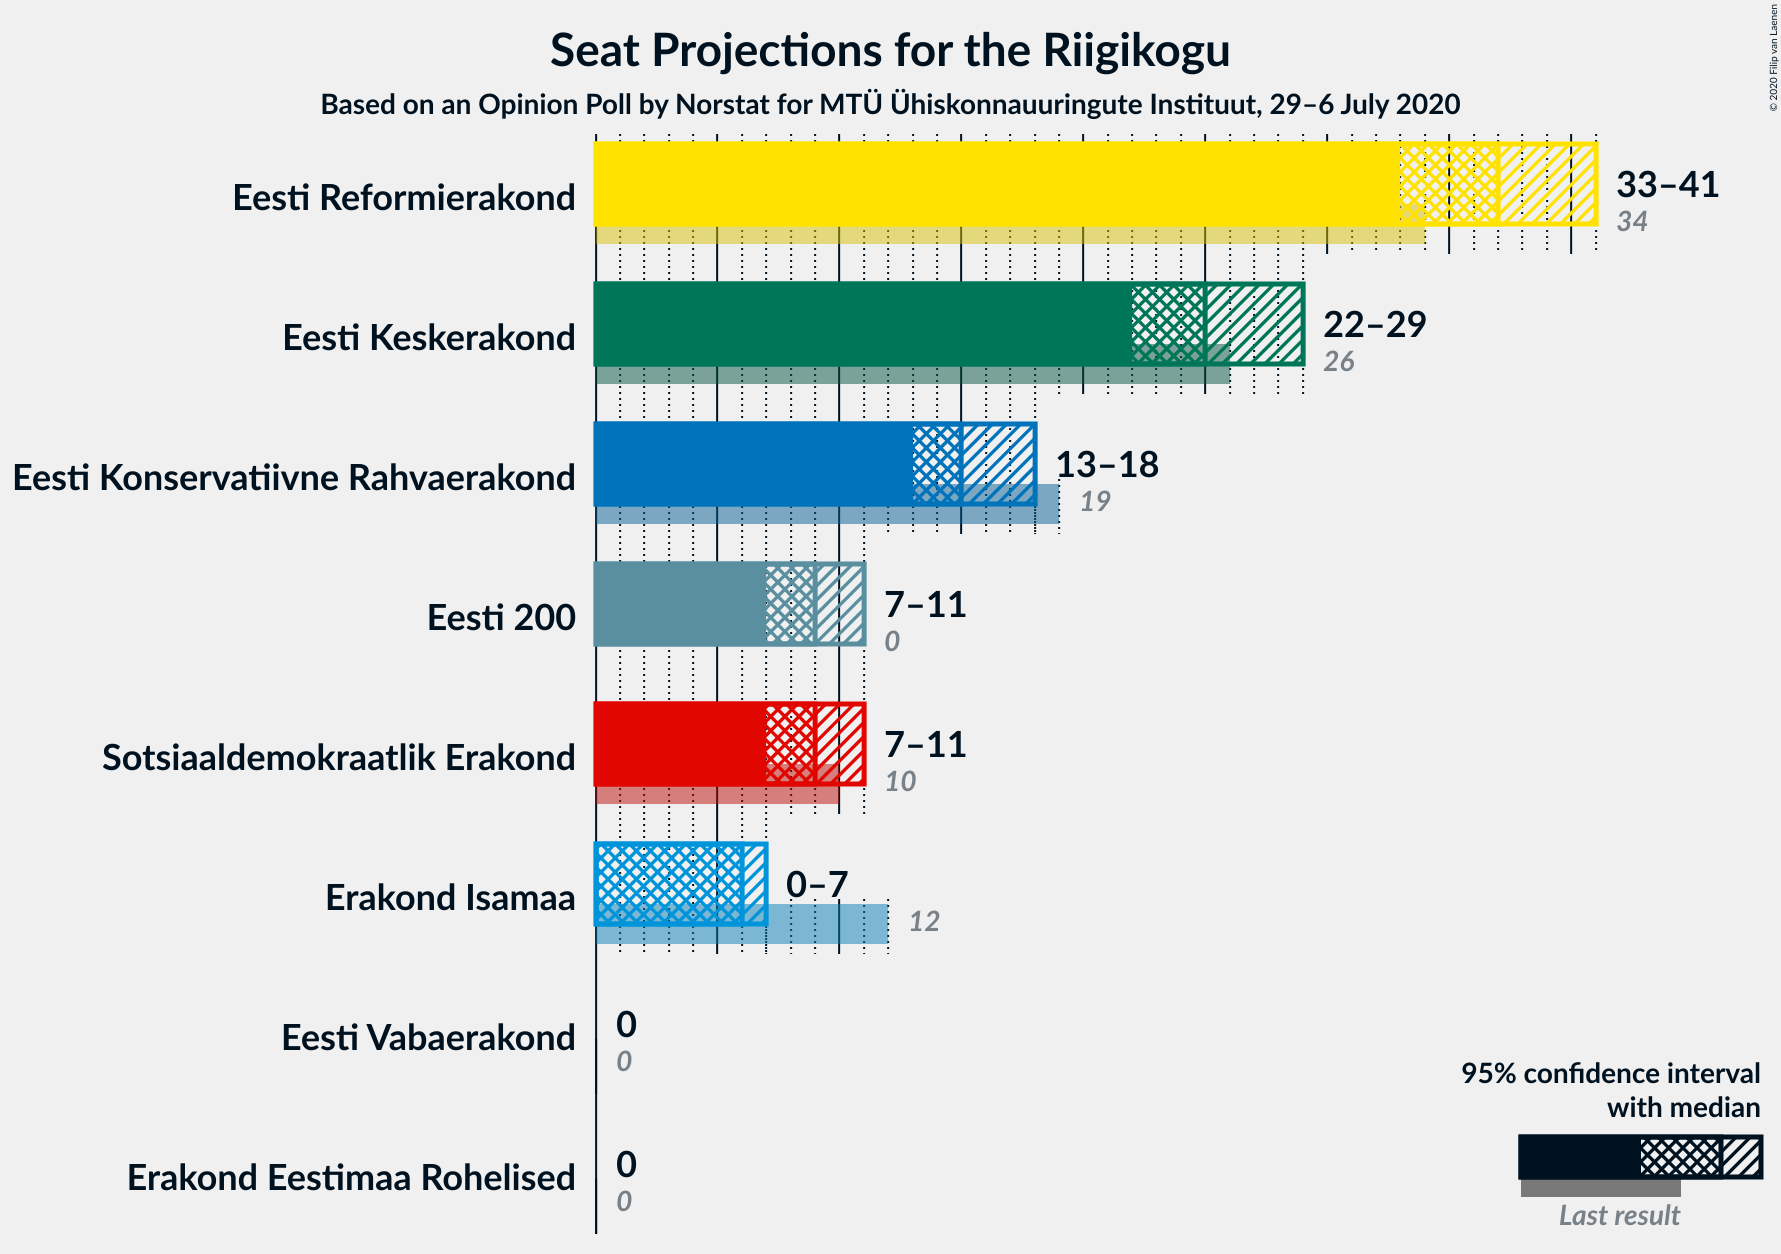 Seat Projections for the Riigikogu
Based on an Opinion Poll by Norstat for MTÜ Ühiskonnauuringute Instituut, 29–6 July 2020
© 2020 Filip van Laenen
Eesti Reformierakond
33–41
34
Eesti Keskerakond
22–29
26
Eesti Konservatiivne Rahvaerakond
13–18
19
Eesti 200
7–11
0
Sotsiaaldemokraatlik Erakond
7–11
10
Erakond Isamaa
0–7
12
Eesti Vabaerakond
0
0
Erakond Eestimaa Rohelised
0
0
95% confidence interval
with median
Last result